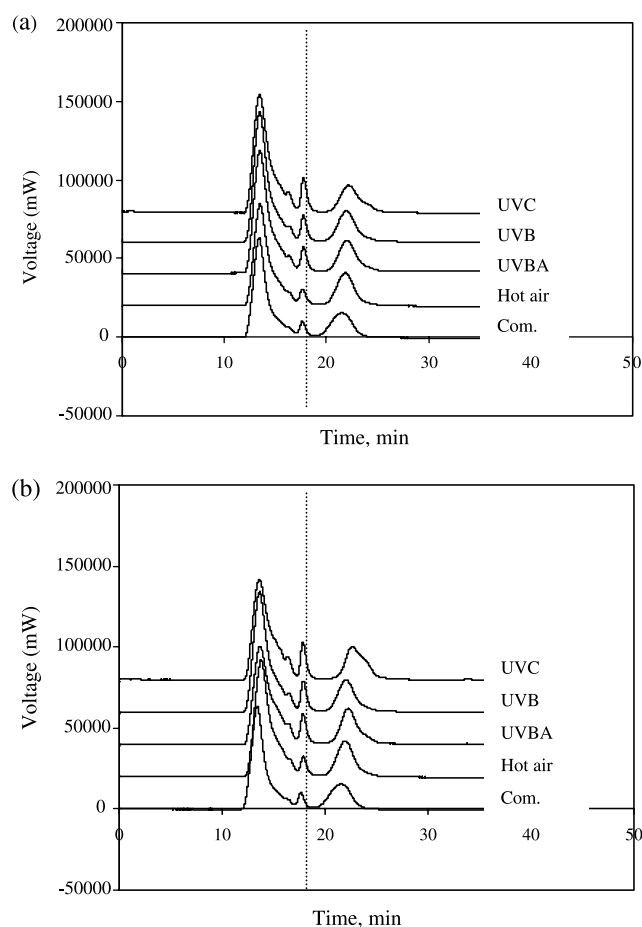 (a)
200000
150000
100000
50000
0
-50000
Voltage (mW)
UVC
UVB
UVBA
Hot air
Com.
0 10 20 30 40 50
Time, min
(b)
200000
150000
100000
50000
0
-50000
Voltage (mW)
UVC
UVB
UVBA
Hot air
Com.
0 10 20 30 40 50
Time, min